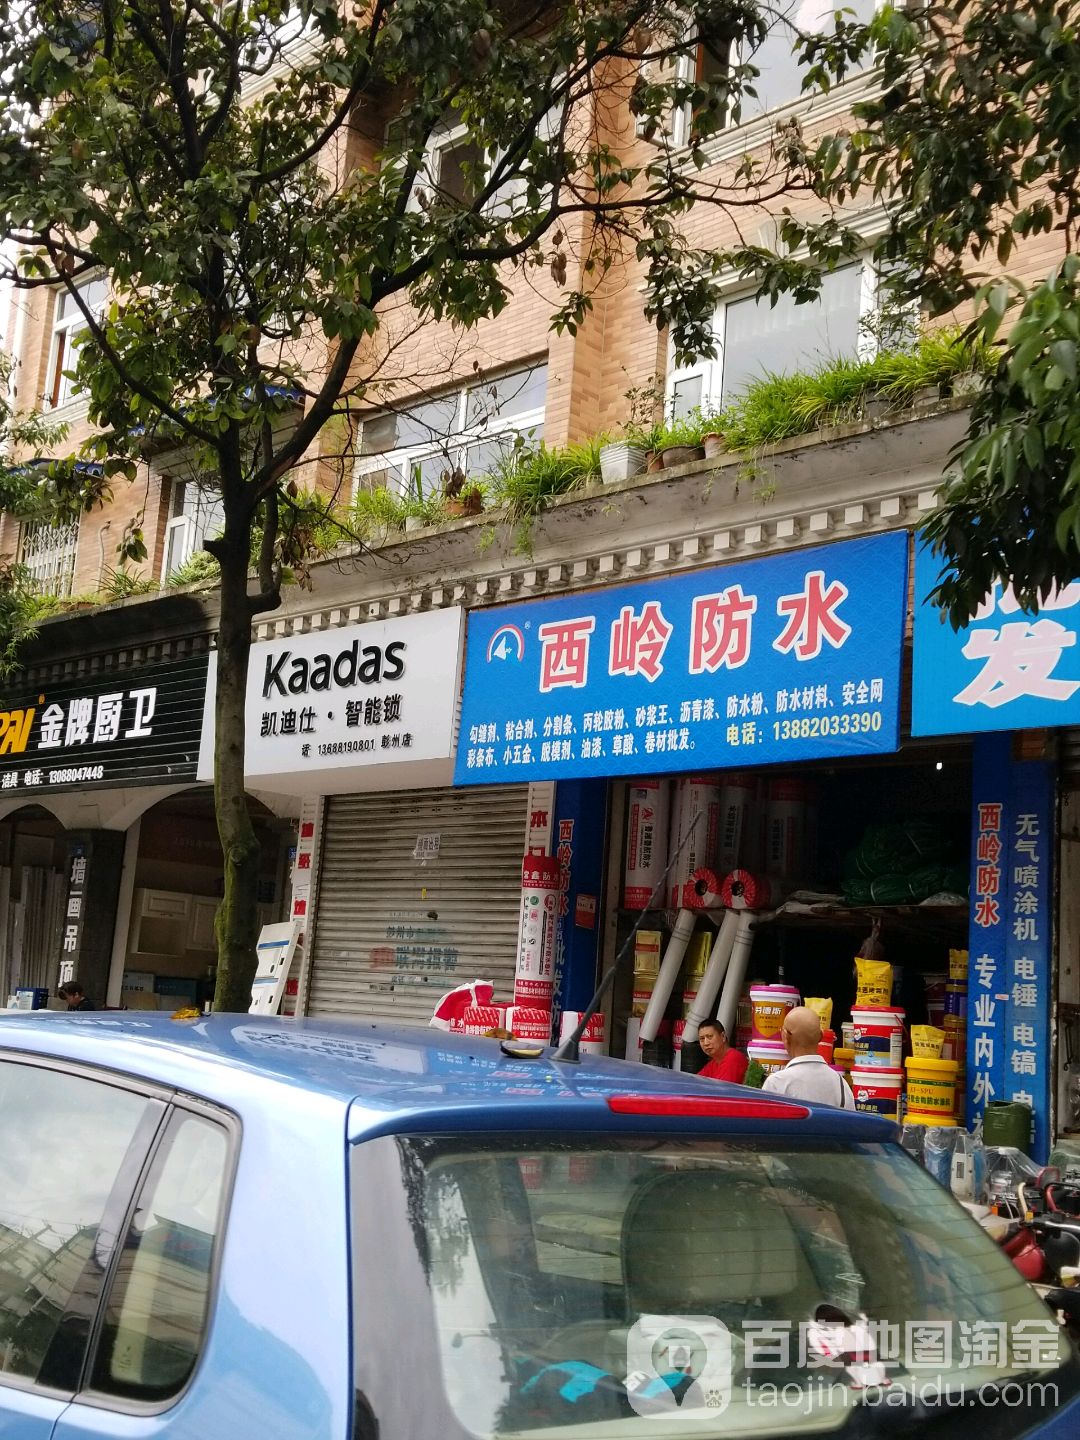 PAI 金牌厨卫
洁具 电话：13088047448
墙画吊顶
Kaadas
凯迪仕·智能锁
话：13688190801 彭州店
西岭防水
勾缝剂、粘合剂、分割条、丙轮胶粉、砂浆王、沥青漆、防水粉、防水材料、安全网
彩条布、小五金、脱模剂、油漆、草酸、卷材批发。 电话：13882033390
发
西岭防水
西岭防水 专业内外
无气喷涂机 电锤 电镐
百度地图淘金
taojin.baidu.com